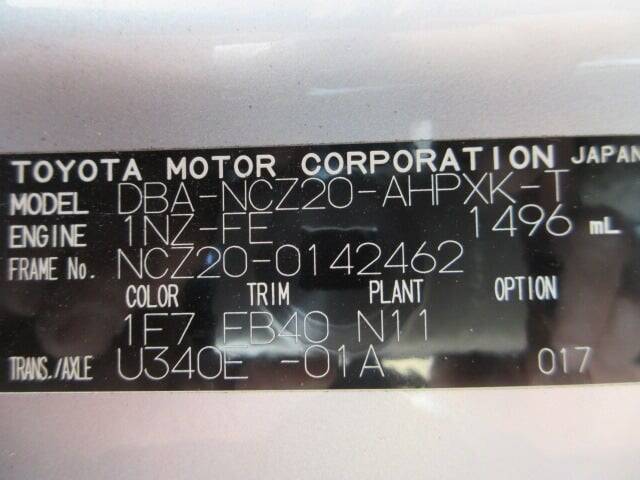 TOYOTA MOTOR CORPORATION JAPAN
MODEL DBA-NCZ20-AHPXK-T
ENGINE 1NZ-FE 1496 mL
FRAME No. NCZ20-0142462
COLOR TRIM PLANT OPTION
1E7 FB40 N11
TRANS./AXLE U340E -01A 017